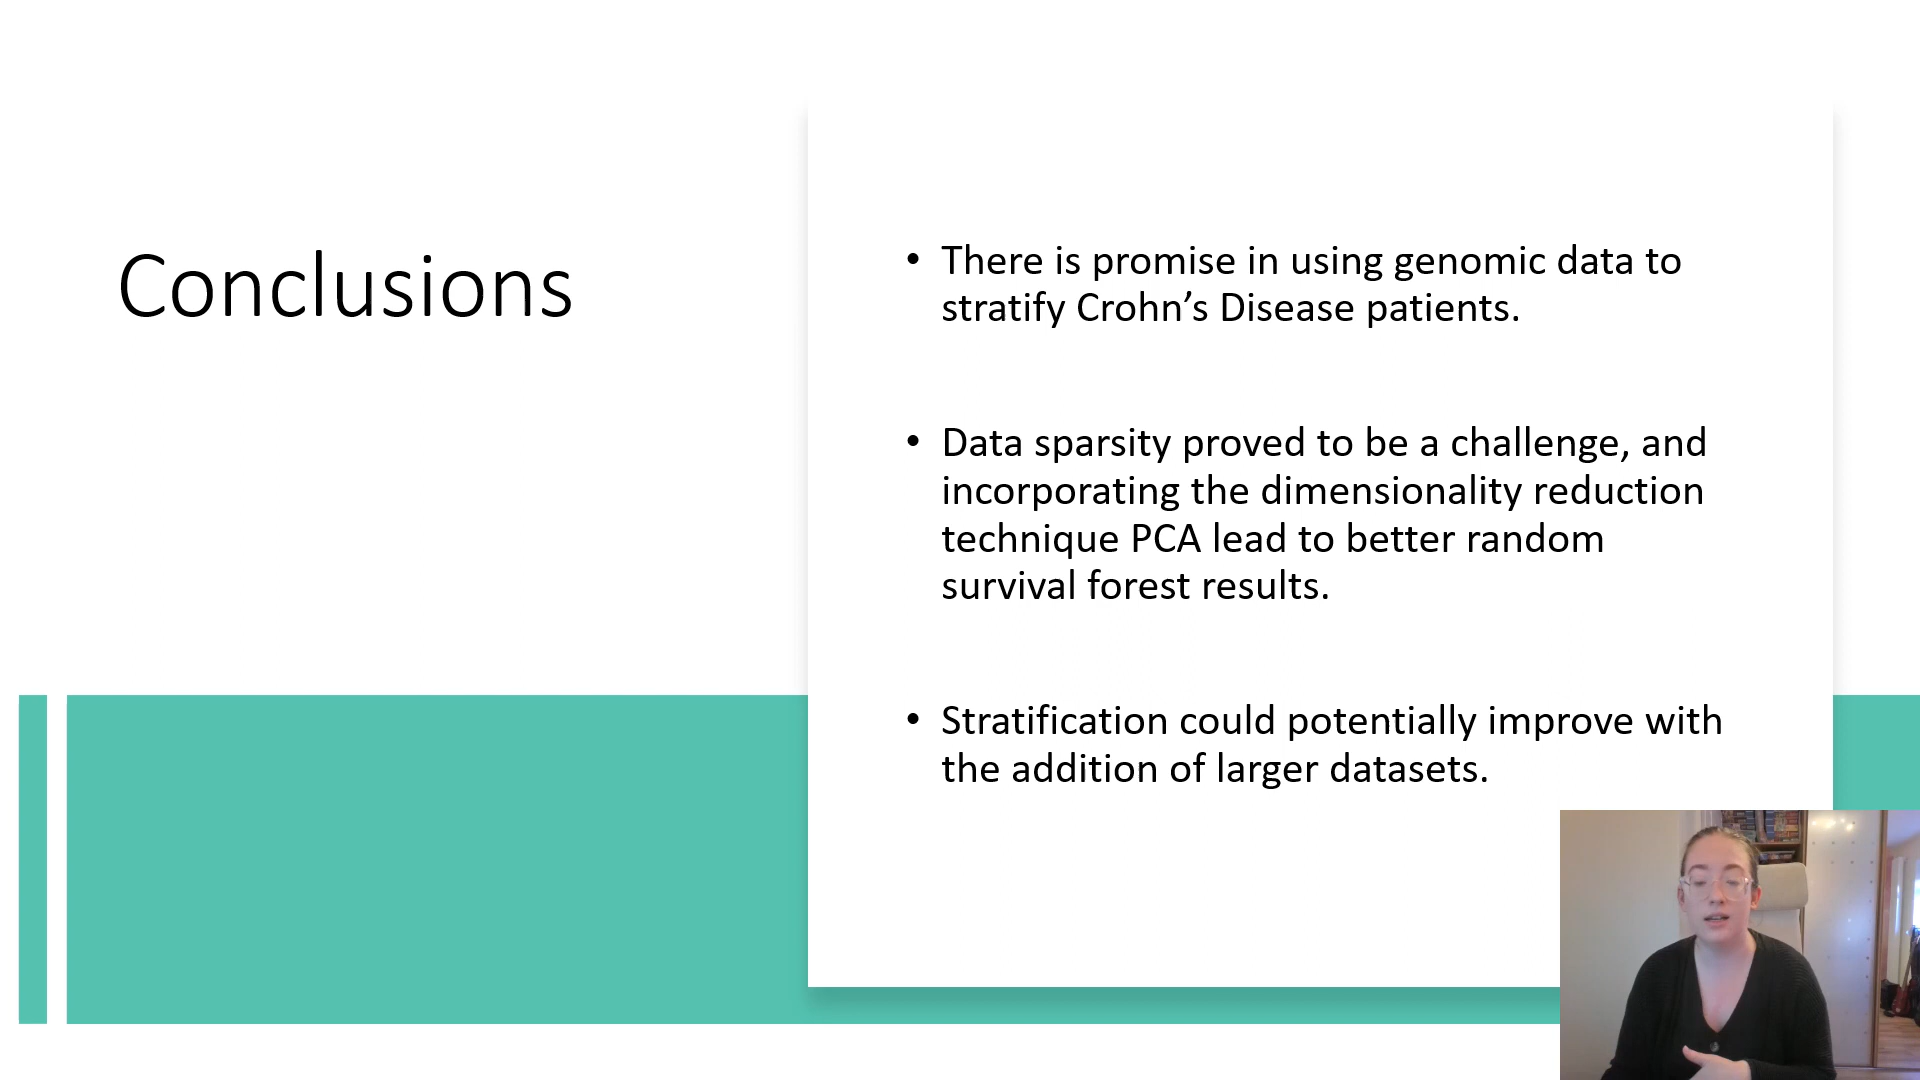 Conclusions
• There is promise in using genomic data to
stratify Crohn’s Disease patients.
• Data sparsity proved to be a challenge, and
incorporating the dimensionality reduction
technique PCA lead to better random
survival forest results.
• Stratification could potentially improve with
the addition of larger datasets.